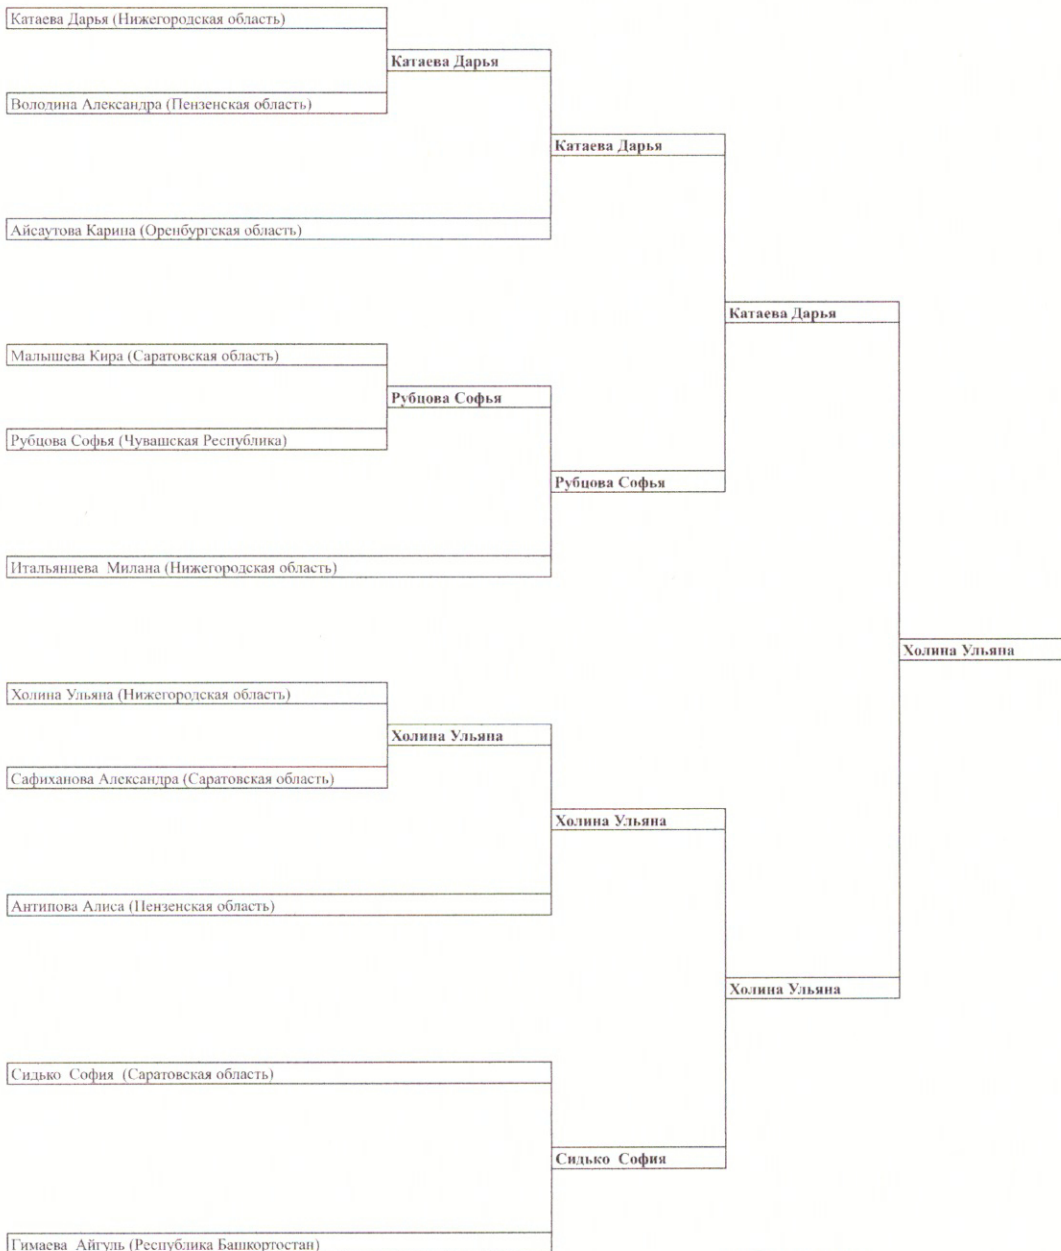 Катаева Дарья (Нижегородская область)
Катаева Дарья
Володина Александра (Пензенская область)
Катаева Дарья
Айсаутова Карина (Оренбургская область)
Катаева Дарья
Малышева Кира (Саратовская область)
Рубцова Софья
Рубцова Софья (Чувашская Республика)
Рубцова Софья
Итальянцева Милана (Нижегородская область)
Холина Ульяна
Холина Ульяна (Нижегородская область)
Холина Ульяна
Сафиханова Александра (Саратовская область)
Холина Ульяна
Антипова Алиса (Пензенская область)
Холина Ульяна
Сидько София (Саратовская область)
Сидько София
Гимаева Айгуль (Республика Башкортостан)